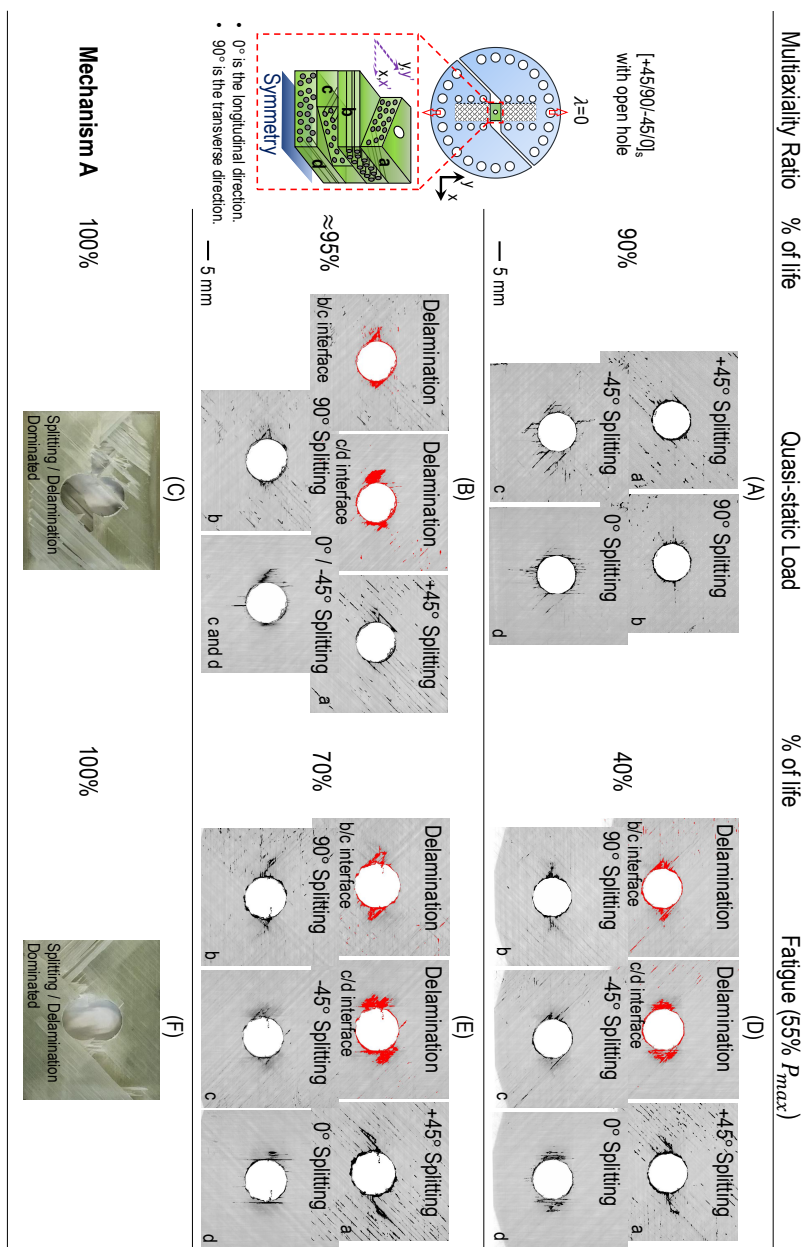 Multiaxiality Ratio
% of life
Quasi-static Load
% of life
Fatigue (55% Pmax)
[+45/90/-45/0]s
with open hole
λ=0
y
x
y,y'
x,x'
a
b
c
d
Symmetry
• 0° is the longitudinal direction.
• 90° is the transverse direction.
90%
5 mm
(A)
+45° Splitting
a
90° Splitting
b
-45° Splitting
c
0° Splitting
d
40%
(D)
Delamination
b/c interface
Delamination
c/d interface
+45° Splitting
a
90° Splitting
b
-45° Splitting
c
0° Splitting
d
≈95%
5 mm
(B)
Delamination
b/c interface
Delamination
c/d interface
+45° Splitting
a
90° Splitting
b
0° / -45° Splitting
c and d
70%
(E)
Delamination
b/c interface
Delamination
c/d interface
+45° Splitting
a
90° Splitting
b
-45° Splitting
c
0° Splitting
d
Mechanism A
100%
(C)
Splitting / Delamination
Dominated
100%
(F)
Splitting / Delamination
Dominated